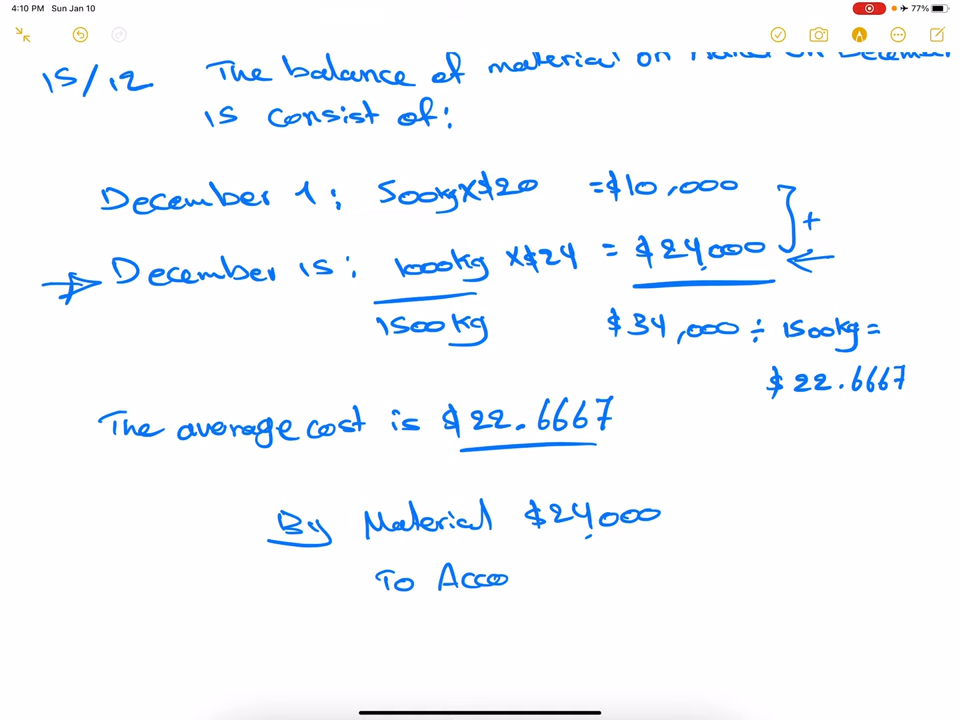 4:10 PM Sun Jan 10 77%
15/12 The balance of material on December
is consist of:
December 1: 500kg x $20 = $10,000
+
December 15: 1000kg x $24 = $24,000
1500kg $34,000 ÷ 1500kg =
$22.6667
The average cost is $22.6667
By Material $24,000
To Acco